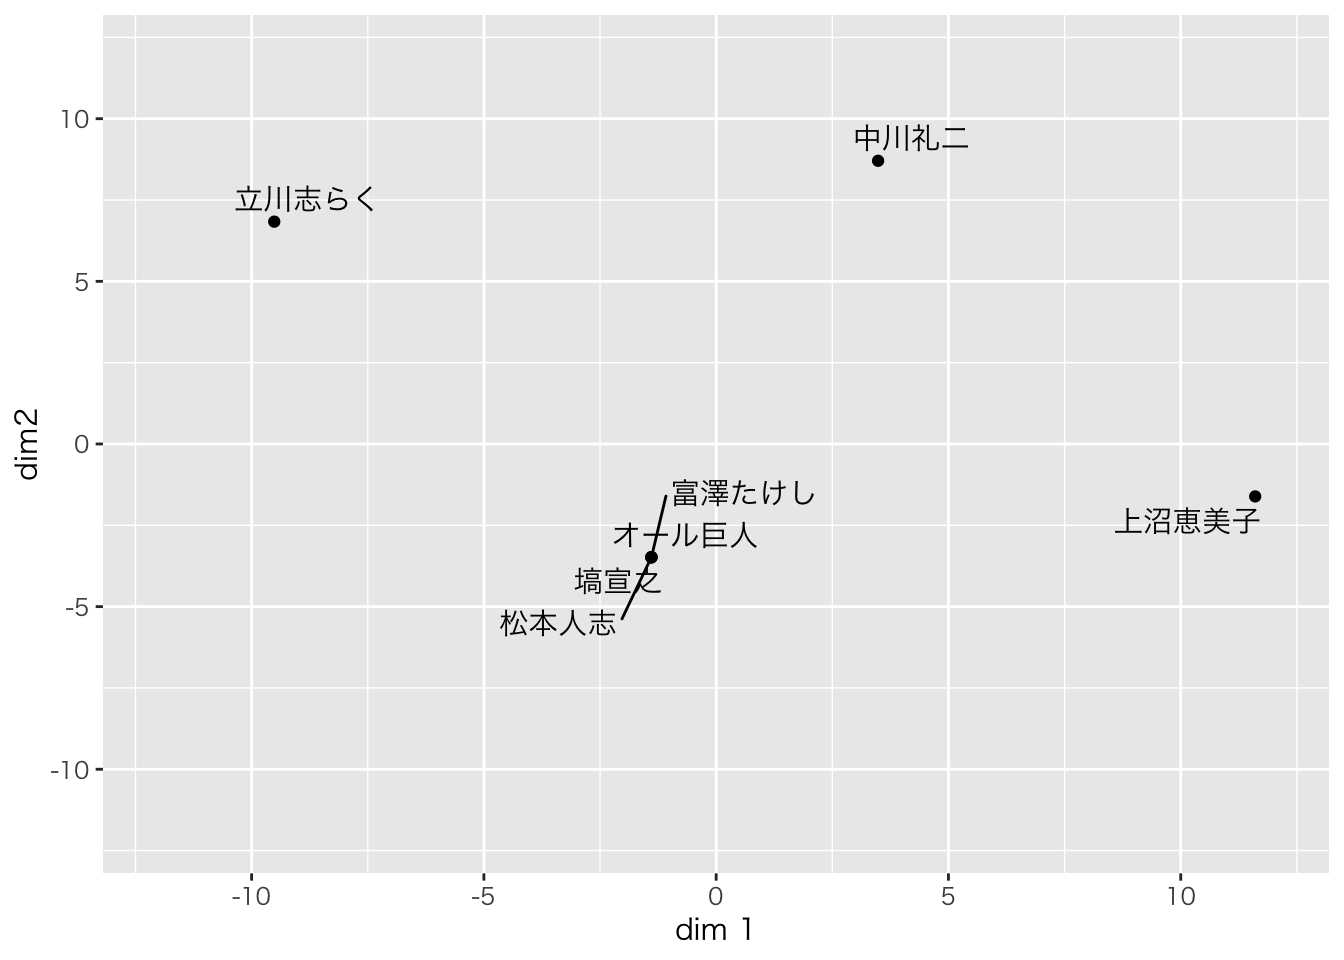 中川礼二
立川志らく
富澤たけし
オール巨人
上沼恵美子
塙宣之
松本人志
10
5
0
-5
-10
-10
-5
0
5
10
dim 1
dim2